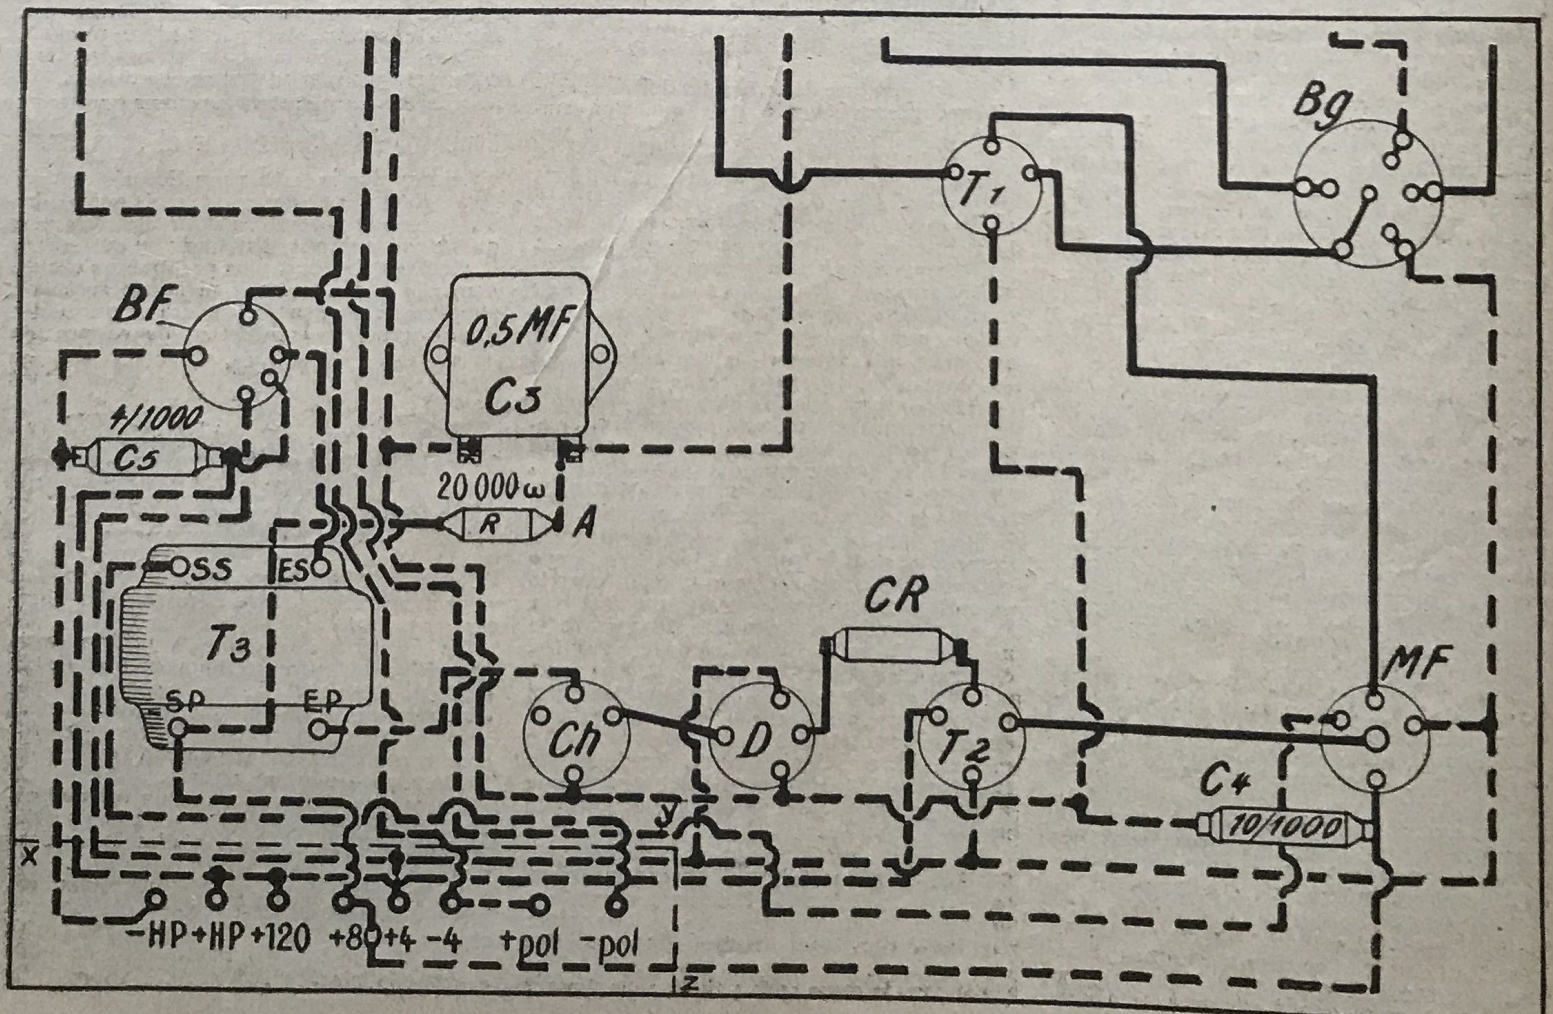 Bg
T1
BF
0,5 MF
C3
4/1000
C5
20 000 ω
R
A
SS
ES
T3
SP
EP
CR
MF
Ch
D
T2
C4
10/1000
y
x
-HP +HP +120 +80 +4 -4 +pol -pol
z